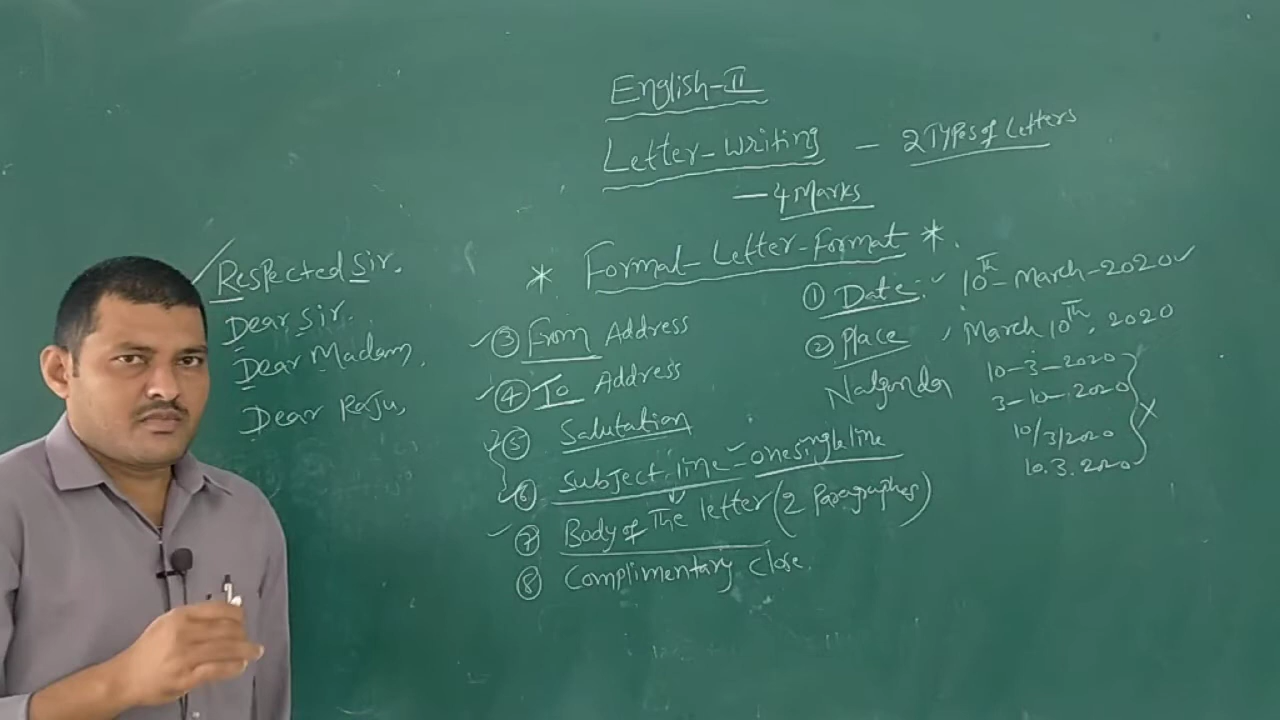 English-II
Letter-Writing - 2 Types of Letters
- 4 Marks
* Formal-Letter-Format *
① Date:- 10th-March-2020 ✓
② Place
March 10th, 2020
Nalgonda
10-3-2020
3-10-2020
10/3/2020
10.3.2020
X
✓ ③ From Address
✓ ④ To Address
⑤ Salutation
⑥ Subject-line - one single line
⑦ Body of The letter (2 Paragraphs)
⑧ Complimentary Close.
✓ Respected Sir.
Dear Sir.
Dear Madam,
Dear Raju,